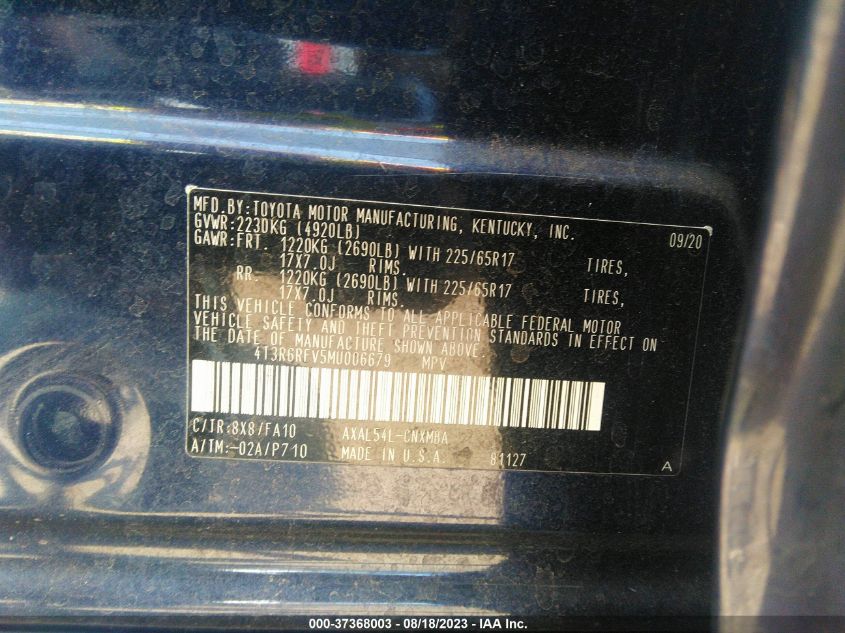 MFD.BY:TOYOTA MOTOR MANUFACTURING, KENTUCKY, INC. 09/20
GVWR:2230KG (4920LB)
GAWR:FRT. 1220KG (2690LB) WITH 225/65R17 TIRES,
17X7.0J RIMS.
RR. 1220KG (2690LB) WITH 225/65R17 TIRES,
17X7.0J RIMS.
THIS VEHICLE CONFORMS TO ALL APPLICABLE FEDERAL MOTOR
VEHICLE SAFETY AND THEFT PREVENTION STANDARDS IN EFFECT ON
THE DATE OF MANUFACTURE SHOWN ABOVE.
4T3R6RFV5MU006679 MPV
C/TR:8X8/FA10 AXAL54L-CNXMBA
A/TM:-02A/P710 MADE IN U.S.A. 81127 A
000-37368003 - 08/18/2023 - IAA Inc.